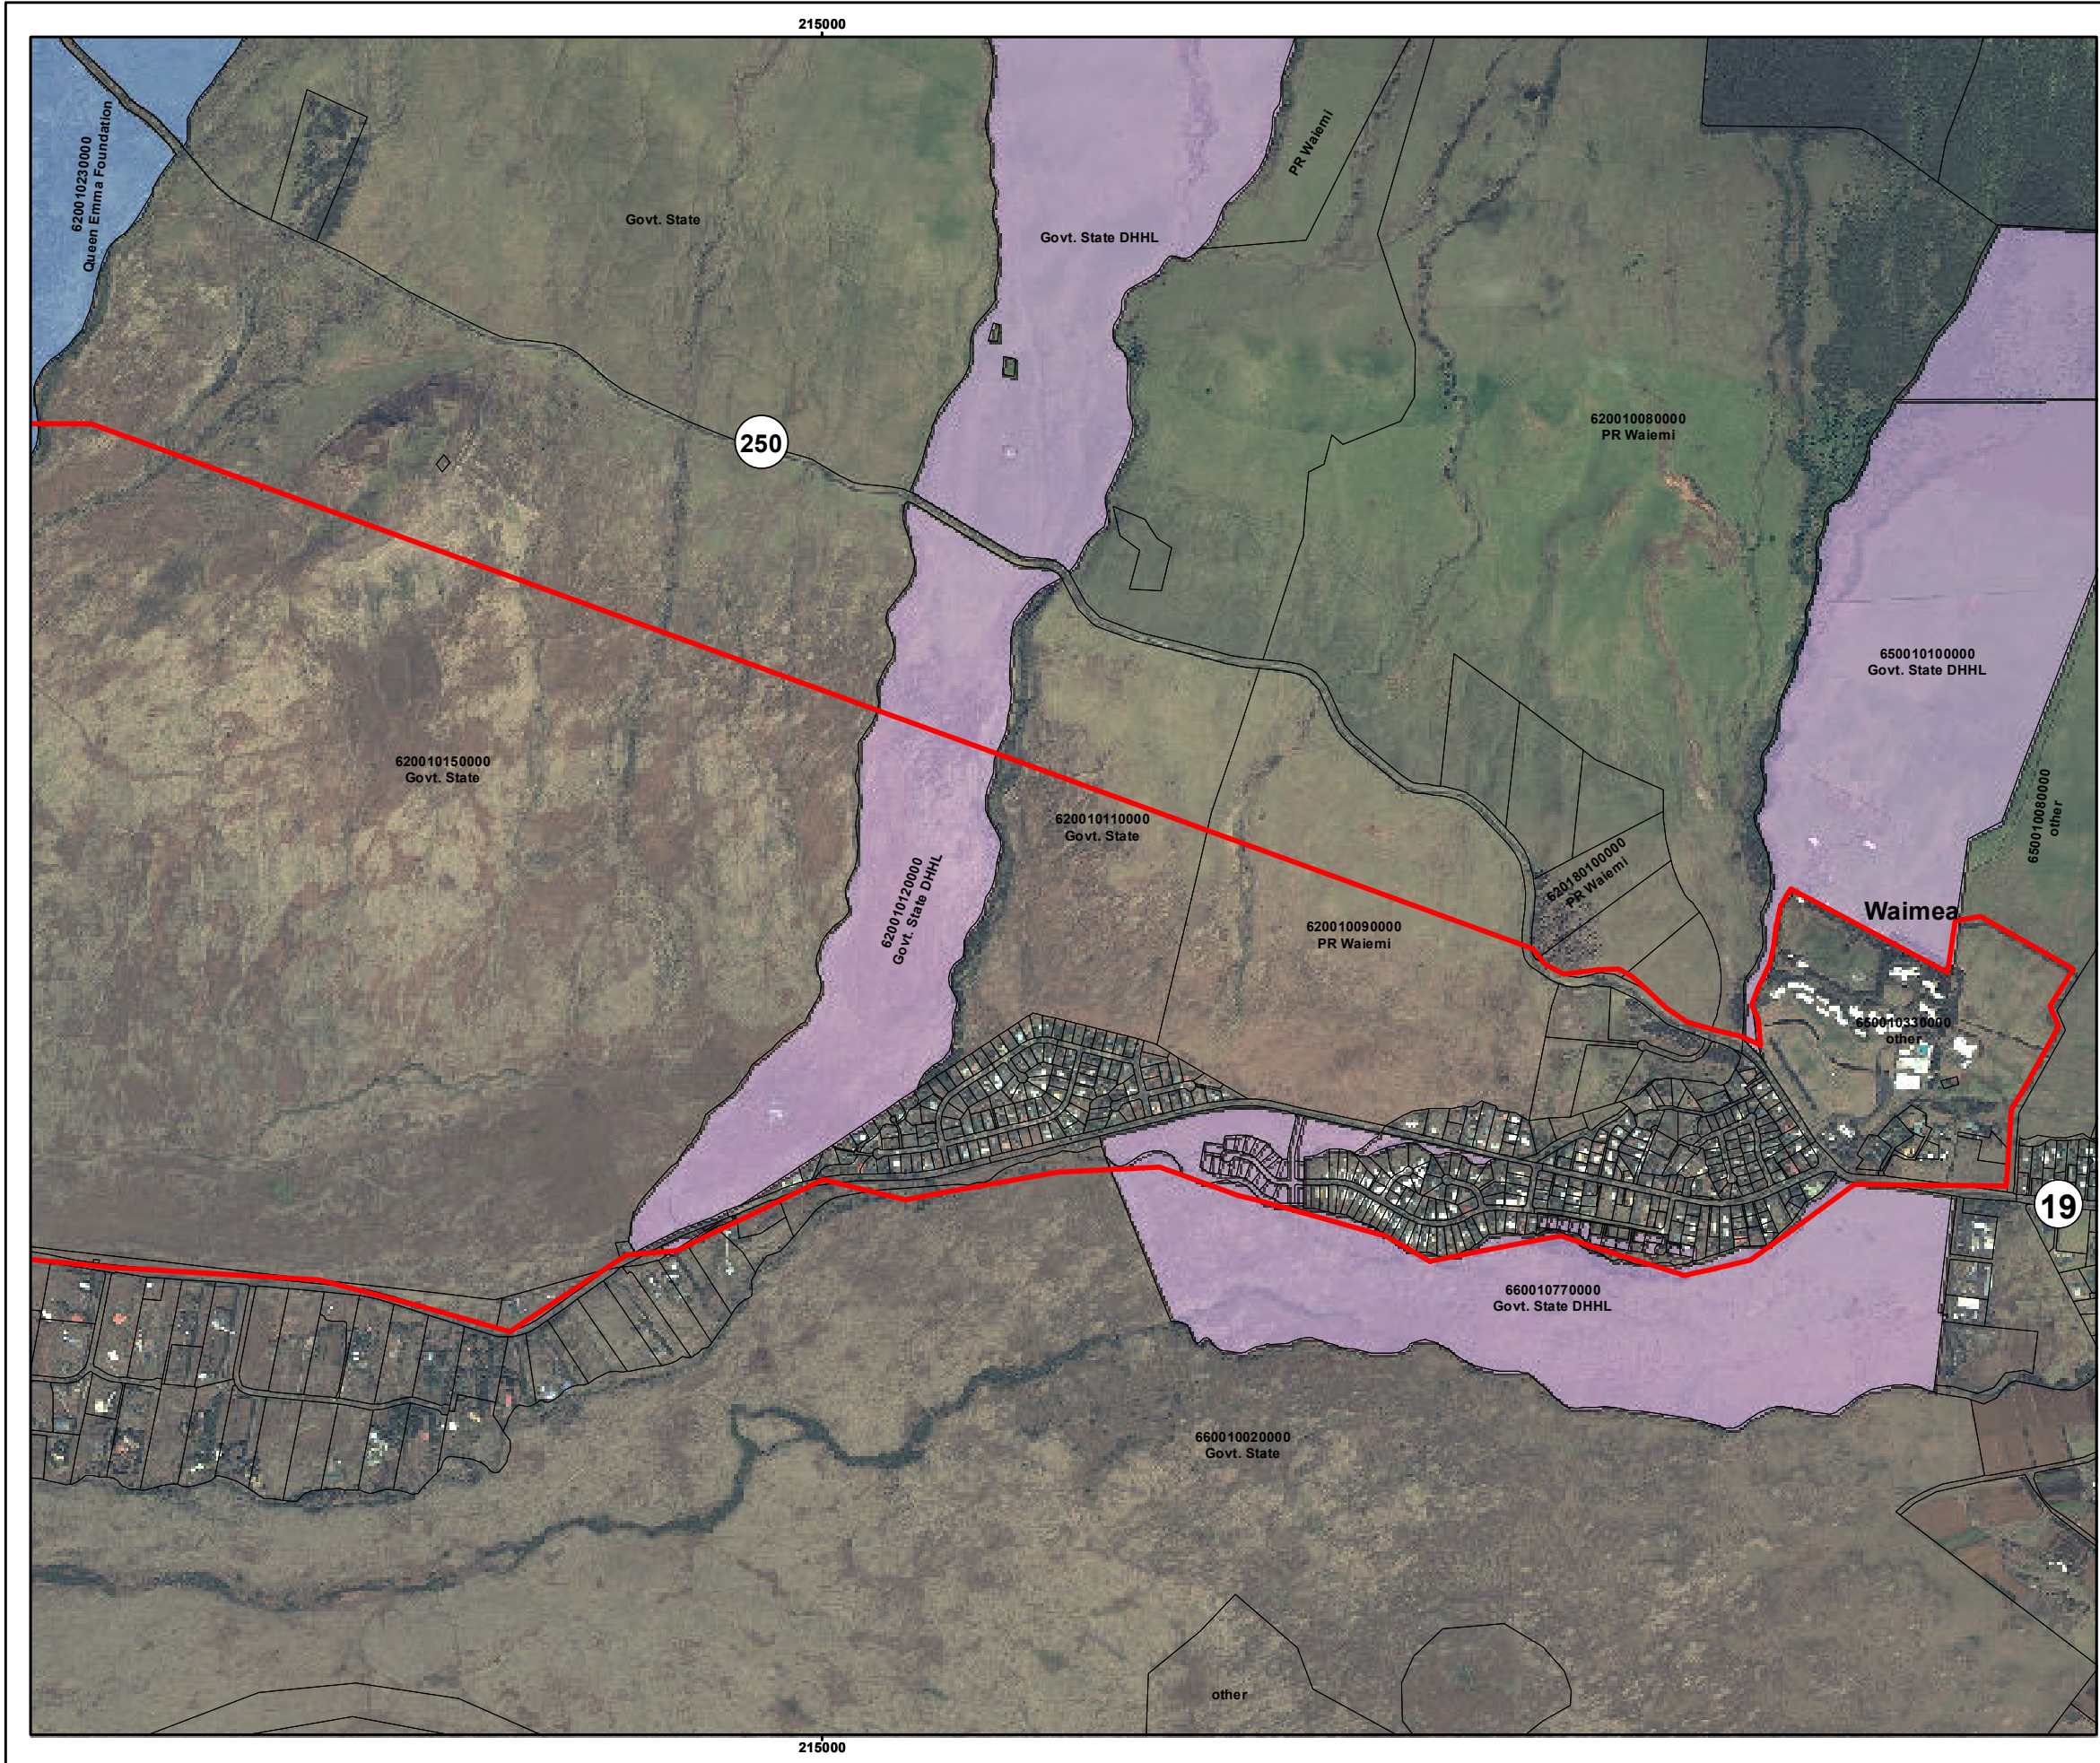 215000
620010230000
Queen Emma Foundation
Govt. State
Govt. State DHHL
PR Waiemi
250
620010080000
PR Waiemi
650010100000
Govt. State DHHL
620010150000
Govt. State
620010110000
Govt. State
650010080000
other
620180100000
PR Waiemi
620010120000
Govt. State DHHL
Waimea
620010090000
PR Waiemi
650010330000
other
19
660010770000
Govt. State DHHL
660010020000
Govt. State
other
215000